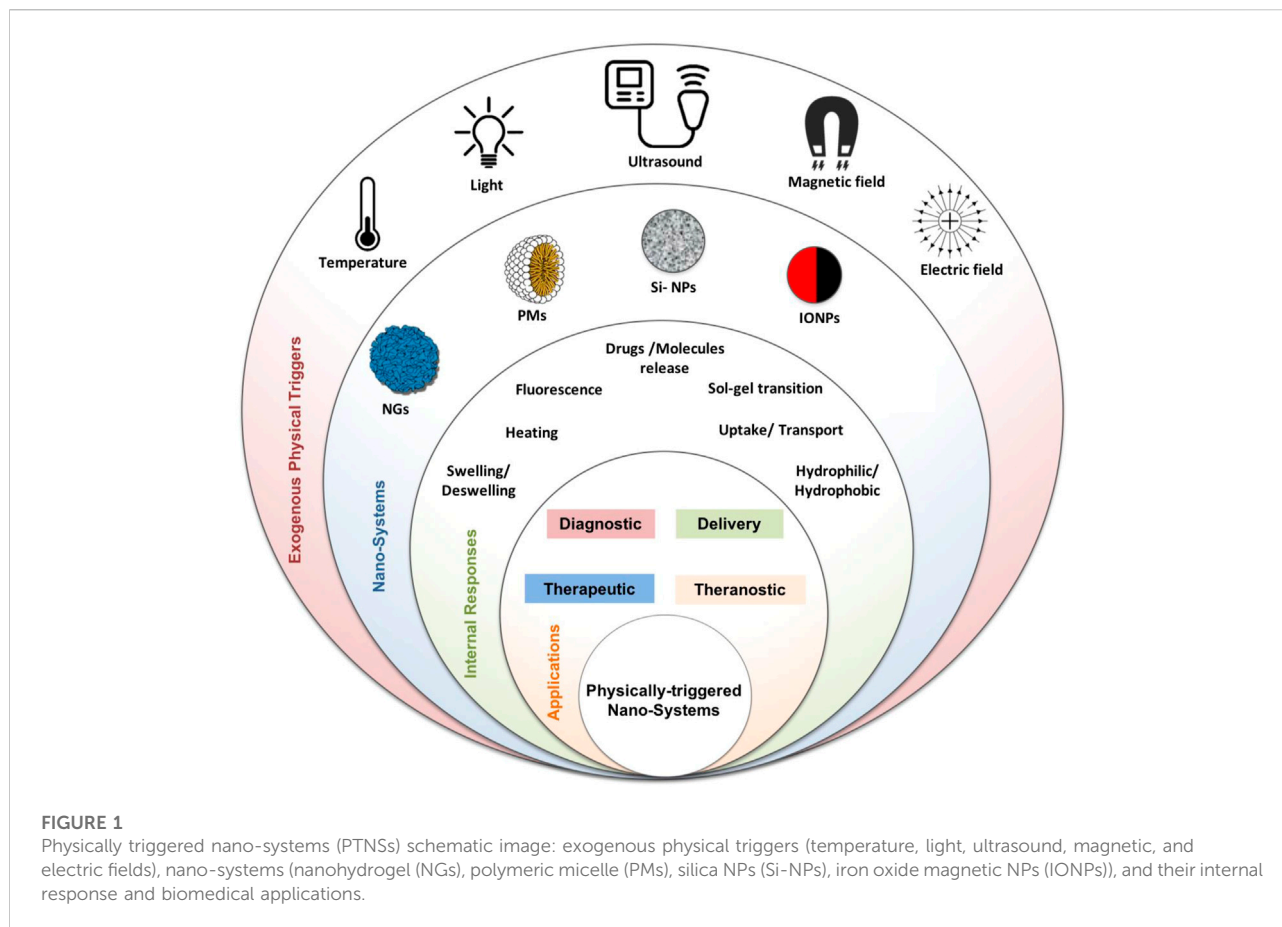 Ultrasound
Light
Magnetic field
Temperature
Electric field
Exogenous Physical Triggers
Si- NPs
PMs
IONPs
NGs
Nano-Systems
Drugs /Molecules
release
Fluorescence
Sol-gel transition
Heating
Uptake/ Transport
Swelling/
Deswelling
Hydrophilic/
Hydrophobic
Internal Responses
Diagnostic
Delivery
Therapeutic
Theranostic
Applications
Physically-triggered
Nano-Systems
FIGURE 1
Physically triggered nano-systems (PTNSs) schematic image: exogenous physical triggers (temperature, light, ultrasound, magnetic, and
electric fields), nano-systems (nanohydrogel (NGs), polymeric micelle (PMs), silica NPs (Si-NPs), iron oxide magnetic NPs (IONPs)), and their internal
response and biomedical applications.